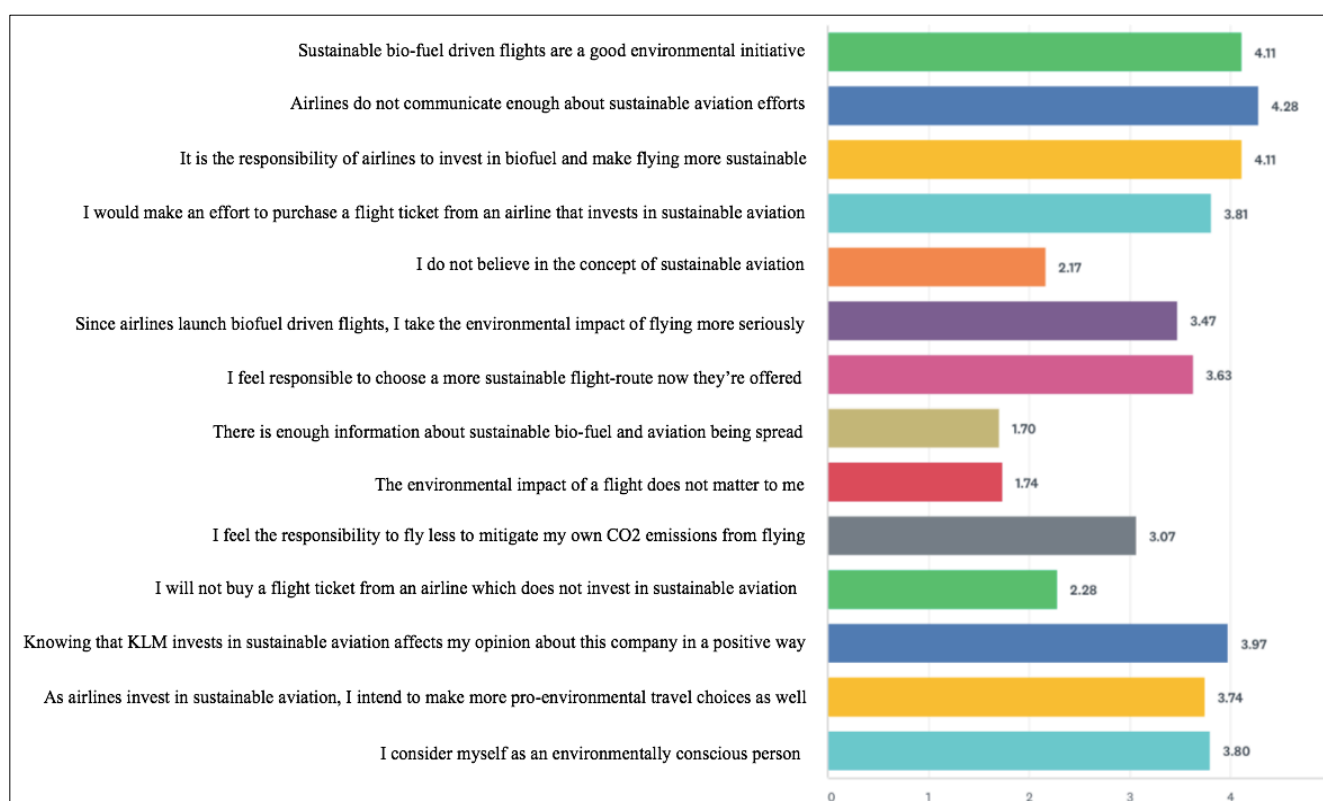 Sustainable bio-fuel driven flights are a good environmental initiative 4.11
Airlines do not communicate enough about sustainable aviation efforts 4.28
It is the responsibility of airlines to invest in biofuel and make flying more sustainable 4.11
I would make an effort to purchase a flight ticket from an airline that invests in sustainable aviation 3.81
I do not believe in the concept of sustainable aviation 2.17
Since airlines launch biofuel driven flights, I take the environmental impact of flying more seriously 3.47
I feel responsible to choose a more sustainable flight-route now they're offered 3.63
There is enough information about sustainable bio-fuel and aviation being spread 1.70
The environmental impact of a flight does not matter to me 1.74
I feel the responsibility to fly less to mitigate my own CO2 emissions from flying 3.07
I will not buy a flight ticket from an airline which does not invest in sustainable aviation 2.28
Knowing that KLM invests in sustainable aviation affects my opinion about this company in a positive way 3.97
As airlines invest in sustainable aviation, I intend to make more pro-environmental travel choices as well 3.74
I consider myself as an environmentally conscious person 3.80
0 1 2 3 4